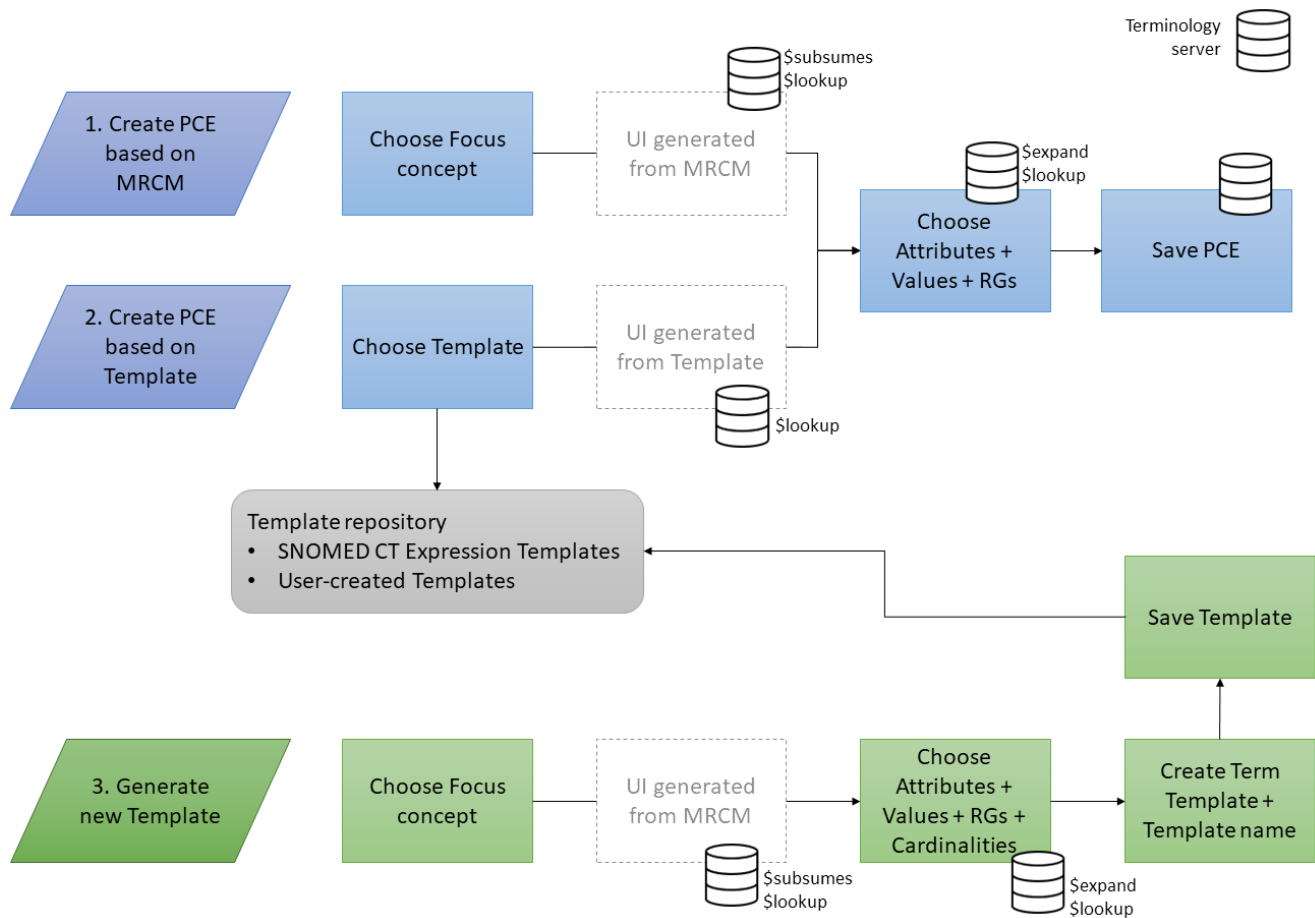 Terminology
server
$subsumes
$lookup
1. Create PCE
based on
MRCM
Choose Focus
concept
UI generated
from MRCM
$expand
$lookup
Choose
Attributes +
Values + RGs
Save PCE
2. Create PCE
based on
Template
Choose Template
UI generated
from Template
$lookup
Template repository
• SNOMED CT Expression Templates
• User-created Templates
Save Template
3. Generate
new Template
Choose Focus
concept
UI generated
from MRCM
$subsumes
$lookup
Choose
Attributes +
Values + RGs +
Cardinalities
$expand
$lookup
Create Term
Template +
Template name